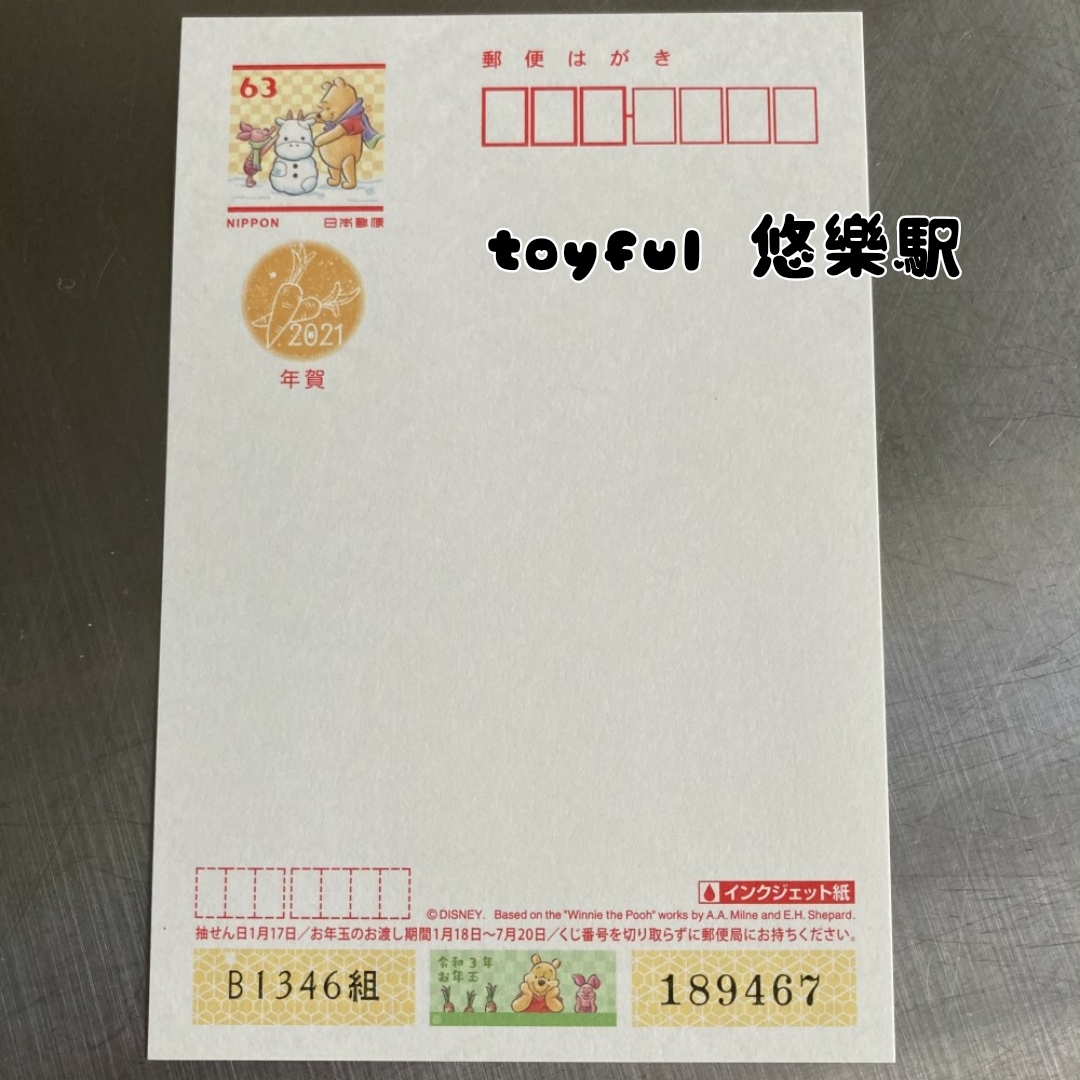 郵便はがき
63
NIPPON 日本郵便
toyful 悠樂駅
2021
年賀
インクジェット紙
©DISNEY. Based on the "Winnie the Pooh" works by A.A. Milne and E.H. Shepard.
抽せん日1月17日／お年玉のお渡し期間1月18日～7月20日／くじ番号を切り取らずに郵便局にお持ちください。
令和3年
お年玉
B1346組
189467